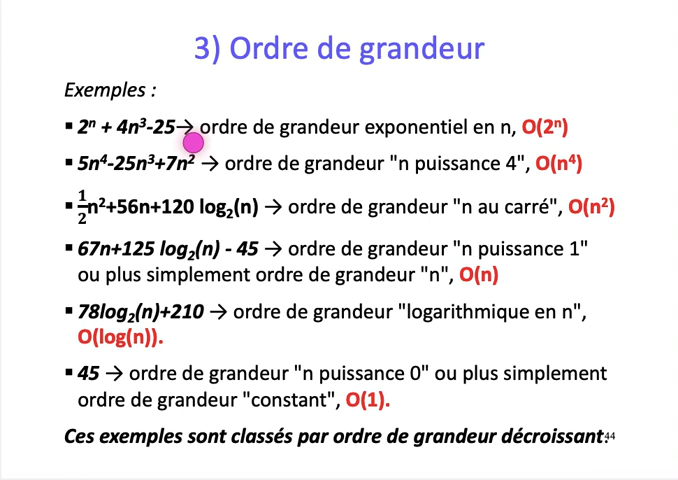 3) Ordre de grandeur
Exemples :
▪ 2ⁿ + 4n³-25→ ordre de grandeur exponentiel en n, O(2ⁿ)
▪ 5n⁴-25n³+7n² → ordre de grandeur "n puissance 4", O(n⁴)
▪ ½n²+56n+120 log₂(n) → ordre de grandeur "n au carré", O(n²)
▪ 67n+125 log₂(n) - 45 → ordre de grandeur "n puissance 1"
ou plus simplement ordre de grandeur "n", O(n)
▪ 78log₂(n)+210 → ordre de grandeur "logarithmique en n",
O(log(n)).
▪ 45 → ordre de grandeur "n puissance 0" ou plus simplement
ordre de grandeur "constant", O(1).
Ces exemples sont classés par ordre de grandeur décroissant.
44